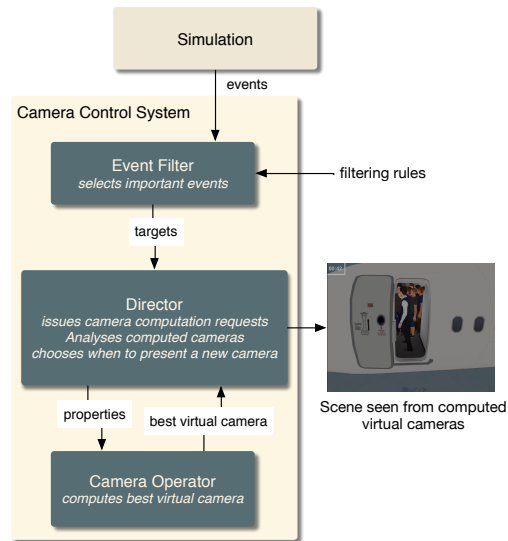 Simulation
events
Camera Control System
Event Filter
selects important events
filtering rules
targets
Director
issues camera computation requests
Analyses computed cameras
chooses when to present a new camera
Scene seen from computed
virtual cameras
properties
best virtual camera
Camera Operator
computes best virtual camera